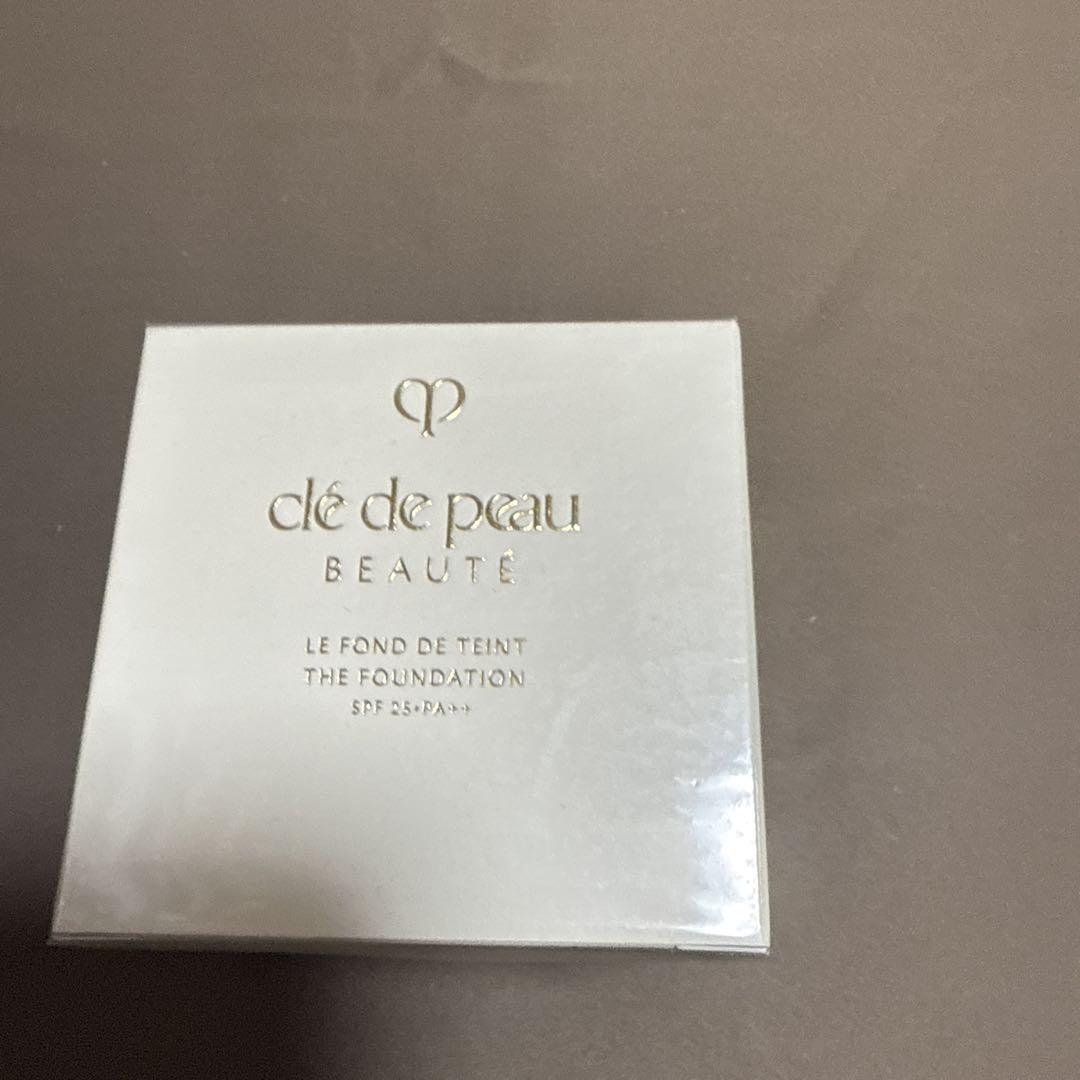 clé de peau
BEAUTÉ
LE FOND DE TEINT
THE FOUNDATION
SPF 25•PA++